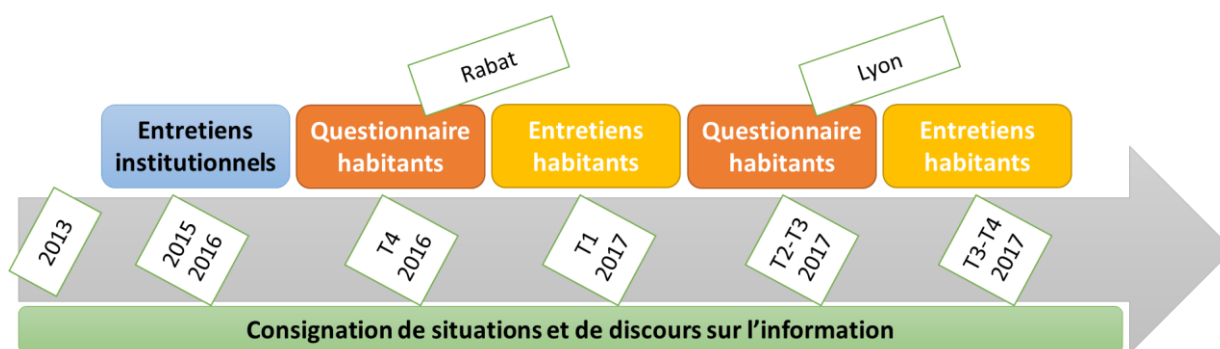 Rabat
Lyon
Entretiens
institutionnels
Questionnaire
habitants
Entretiens
habitants
Questionnaire
habitants
Entretiens
habitants
2013
2015
2016
T4
2016
T1
2017
T2-T3
2017
T3-T4
2017
Consignation de situations et de discours sur l’information